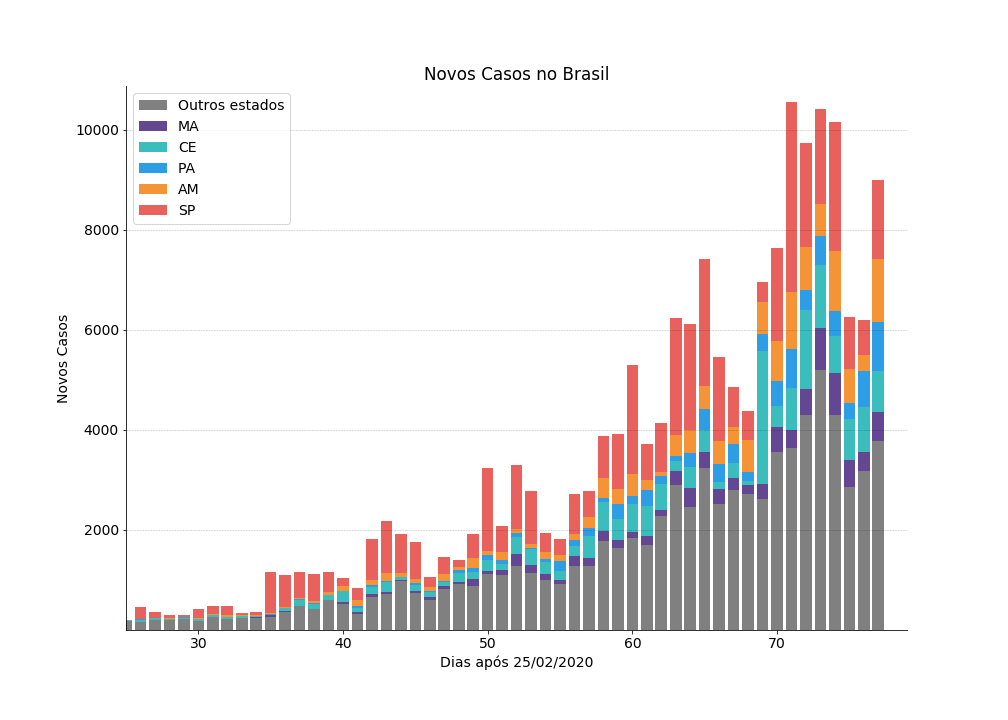 Novos Casos no Brasil
Outros estados
MA
CE
PA
AM
SP
10000
8000
6000
4000
2000
Novos Casos
30 40 50 60 70
Dias após 25/02/2020